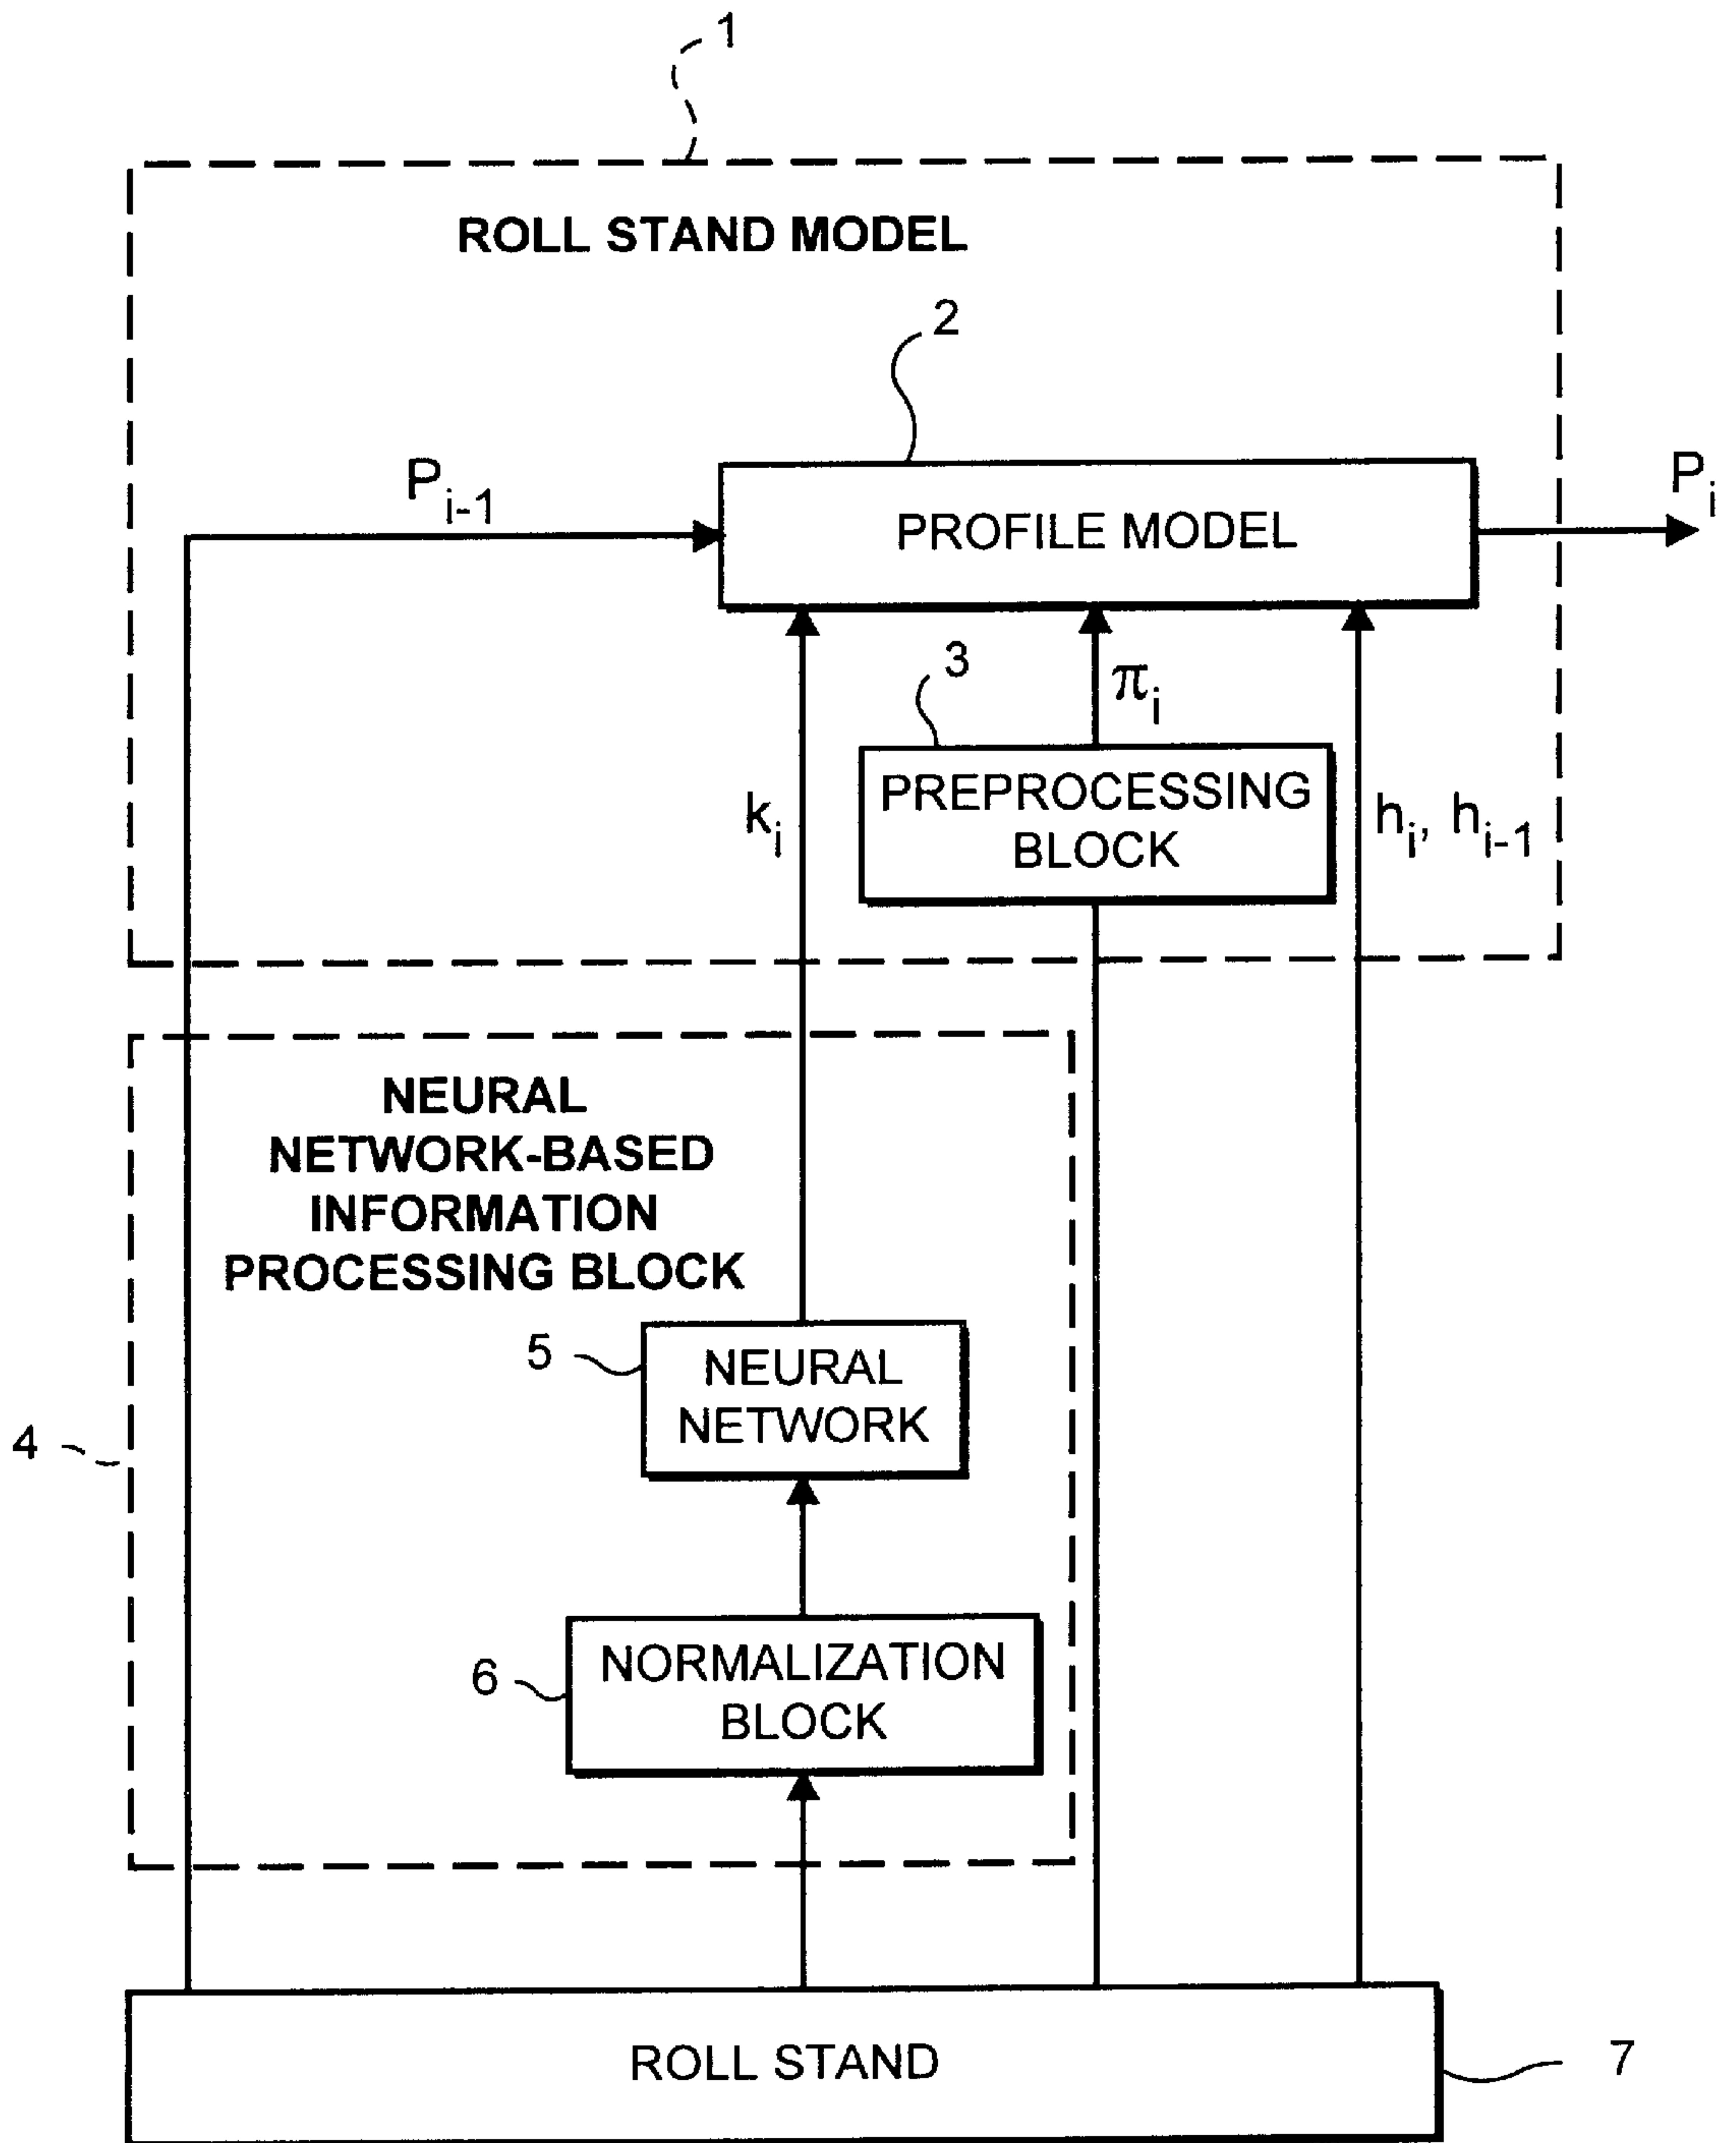 1
ROLL STAND MODEL
2
P_{i-1}
P_i
PROFILE MODEL
3
π_i
PREPROCESSING
BLOCK
k_i
h_i, h_{i-1}
NEURAL
NETWORK-BASED
INFORMATION
PROCESSING BLOCK
5
NEURAL
NETWORK
4
6
NORMALIZATION
BLOCK
ROLL STAND
7